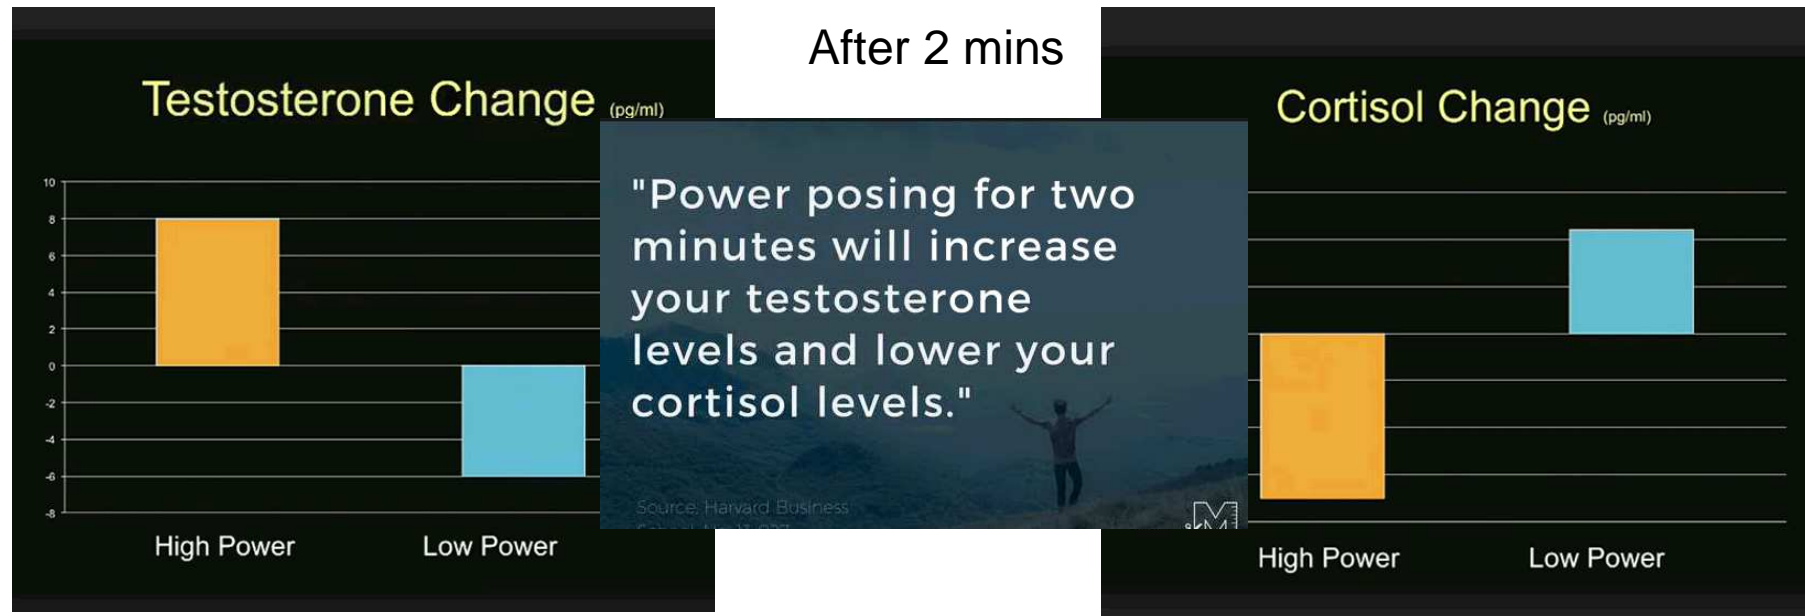 After 2 mins
Testosterone Change (pg/ml)
10
8
6
4
2
0
-2
-4
-6
-8
High Power Low Power
"Power posing for two
minutes will increase
your testosterone
levels and lower your
cortisol levels."
Source, Harvard Business
Cortisol Change (pg/ml)
High Power Low Power